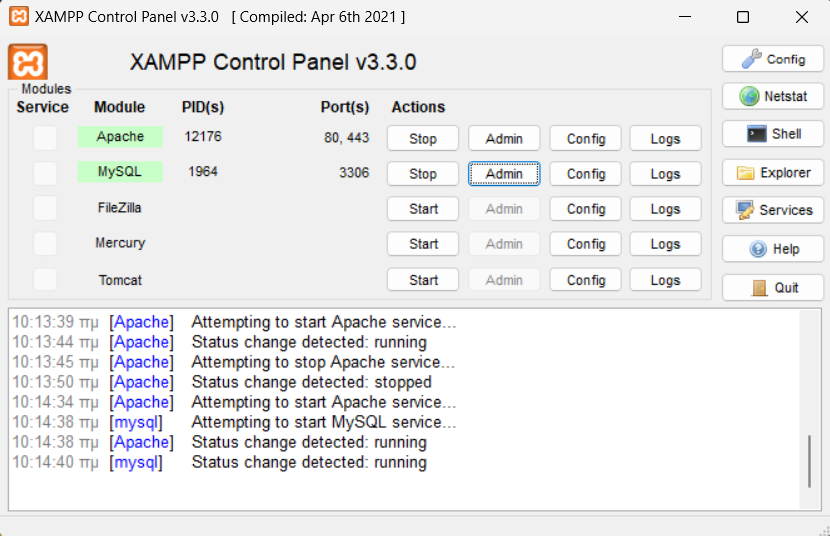 XAMPP Control Panel v3.3.0 [ Compiled: Apr 6th 2021 ]
XAMPP Control Panel v3.3.0
Config
Modules
Service Module PID(s) Port(s) Actions
Netstat
Apache 12176 80, 443 Stop Admin Config Logs
Shell
MySQL 1964 3306 Stop Admin Config Logs
Explorer
FileZilla Start Admin Config Logs
Services
Mercury Start Admin Config Logs
Help
Tomcat Start Admin Config Logs
Quit
10:13:39 πμ [Apache] Attempting to start Apache service...
10:13:44 πμ [Apache] Status change detected: running
10:13:45 πμ [Apache] Attempting to stop Apache service...
10:13:50 πμ [Apache] Status change detected: stopped
10:14:34 πμ [Apache] Attempting to start Apache service...
10:14:38 πμ [mysql] Attempting to start MySQL service...
10:14:38 πμ [Apache] Status change detected: running
10:14:40 πμ [mysql] Status change detected: running